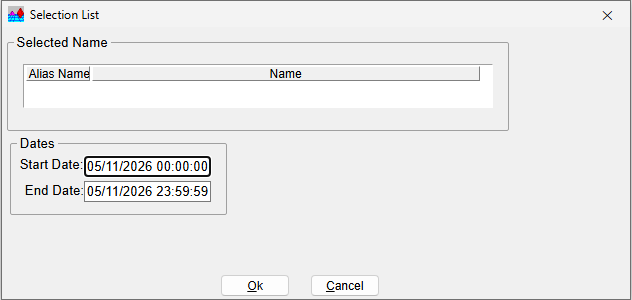 Selection List
Selected Name
Alias Name Name
Dates
Start Date: 05/11/2026 00:00:00
End Date: 05/11/2026 23:59:59
Ok Cancel